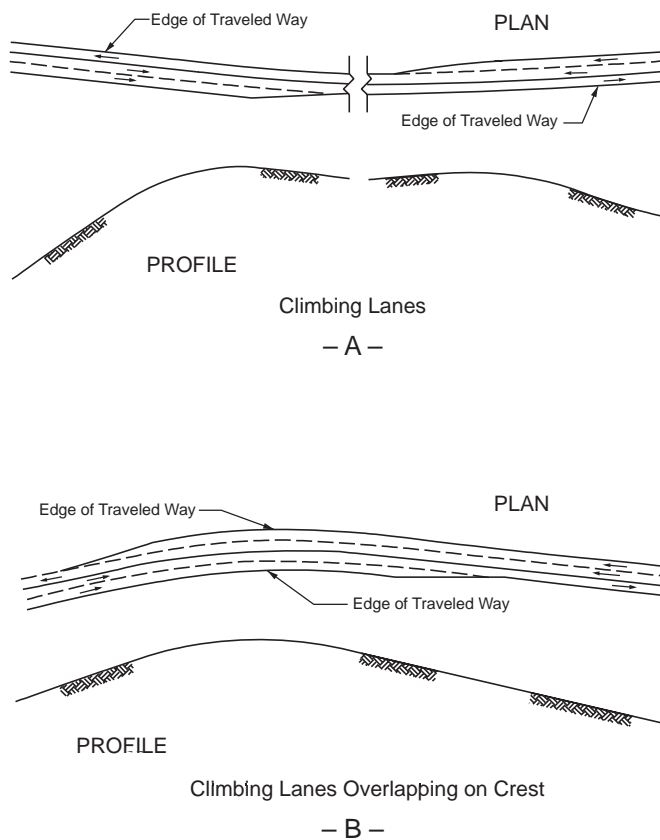 Edge of Traveled Way
PLAN
Edge of Traveled Way
PROFILE
Climbing Lanes
– A –
PLAN
Edge of Traveled Way
Edge of Traveled Way
PROFILE
Climbing Lanes Overlapping on Crest
– B –